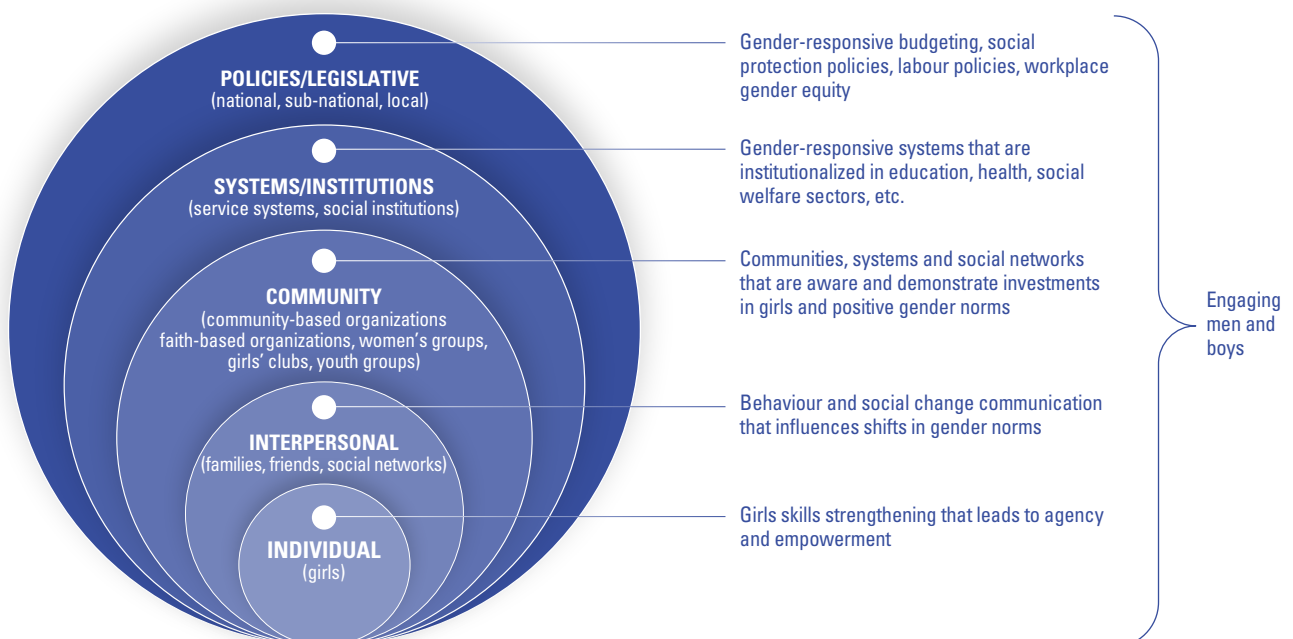 POLICIES/LEGISLATIVE
(national, sub-national, local)
Gender-responsive budgeting, social
protection policies, labour policies, workplace
gender equity
SYSTEMS/INSTITUTIONS
(service systems, social institutions)
Gender-responsive systems that are
institutionalized in education, health, social
welfare sectors, etc.
COMMUNITY
(community-based organizations
faith-based organizations, women's groups,
girls' clubs, youth groups)
Communities, systems and social networks
that are aware and demonstrate investments
in girls and positive gender norms
INTERPERSONAL
(families, friends, social networks)
Behaviour and social change communication
that influences shifts in gender norms
INDIVIDUAL
(girls)
Girls skills strengthening that leads to agency
and empowerment
Engaging
men and
boys